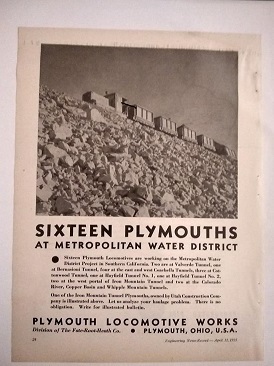 SIXTEEN PLYMOUTHS
AT METROPOLITAN WATER DISTRICT
Sixteen Plymouth Locomotives are working on the Metropolitan Water
District Project in Southern California. Two are at Valverde Tunnel, one
at Bernasconi Tunnel, four at the east and west Coachella Tunnels, three at Cot-
tonwood Tunnel, one at Hayfield Tunnel No. 1, one at Hayfield Tunnel No. 2,
two at the west portal of Iron Mountain Tunnel and two at the Colorado
River, Copper Basin and Whipple Mountain Tunnels.
One of the Iron Mountain Tunnel Plymouths, owned by Utah Construction Com-
pany is illustrated above. Let us analyze your haulage problem. There is no
obligation. Write for illustrated bulletin.
PLYMOUTH LOCOMOTIVE WORKS
Division of The Fate-Root-Heath Co. ● PLYMOUTH, OHIO, U.S.A.
Engineering News-Record — April